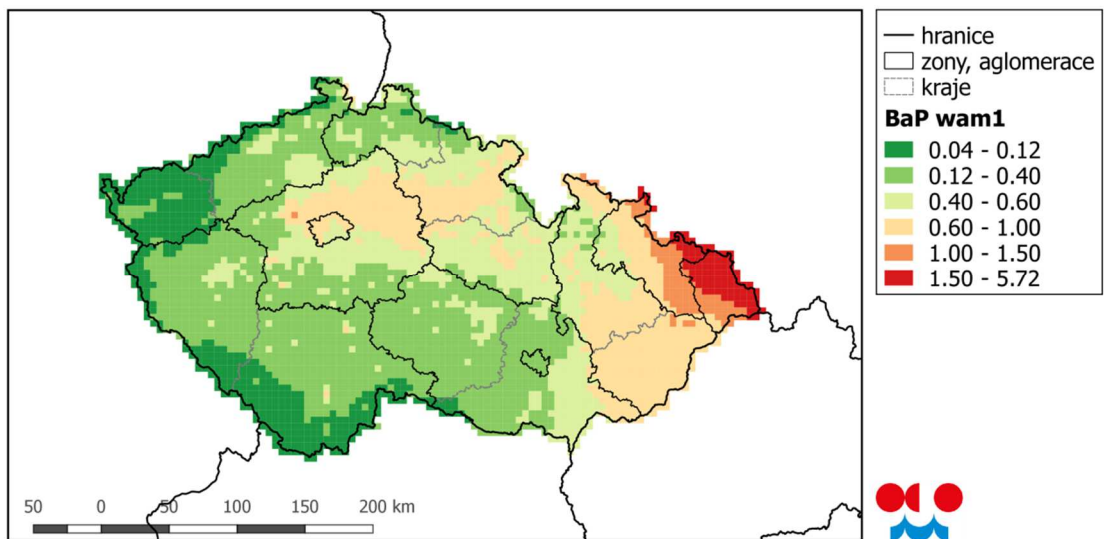 hranice
zony, aglomerace
kraje
BaP wam1
0.04 - 0.12
0.12 - 0.40
0.40 - 0.60
0.60 - 1.00
1.00 - 1.50
1.50 - 5.72
50 0 50 100 150 200 km